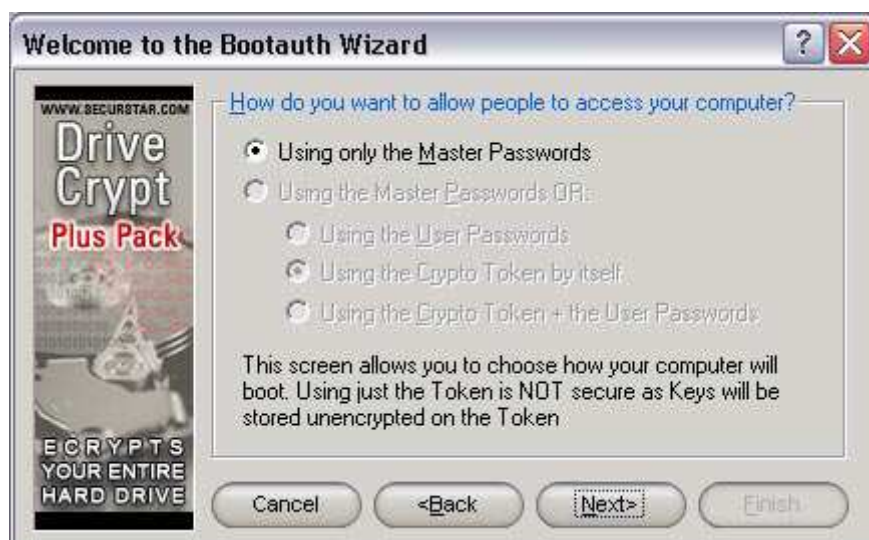 Welcome to the Bootauth Wizard
WWW.SECURSTAR.COM
Drive
Crypt
Plus Pack
ECRYPTS
YOUR ENTIRE
HARD DRIVE
How do you want to allow people to access your computer?
Using only the Master Passwords
Using the Master Passwords OR:
Using the User Passwords
Using the Crypto Token by itself
Using the Crypto Token + the User Passwords
This screen allows you to choose how your computer will
boot. Using just the Token is NOT secure as Keys will be
stored unencrypted on the Token
Cancel
<Back
Next>
Finish